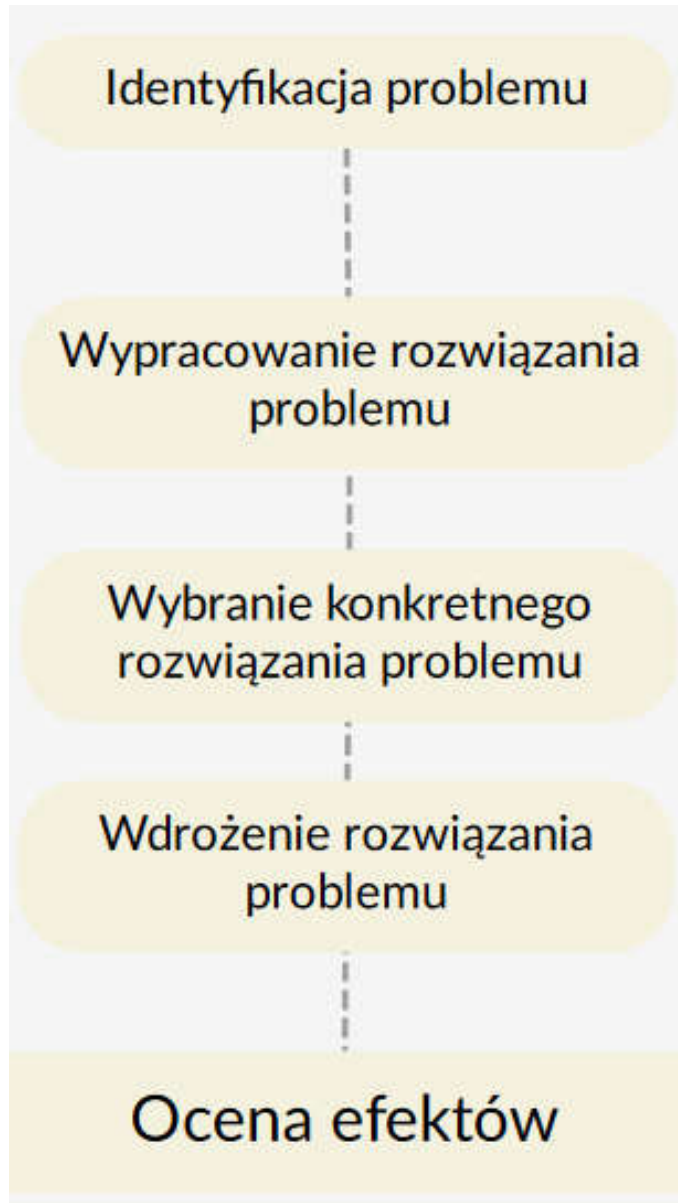 Identyfikacja problemu
Wypracowanie rozwiązania
problemu
Wybranie konkretnego
rozwiązania problemu
Wdrożenie rozwiązania
problemu
Ocena efektów